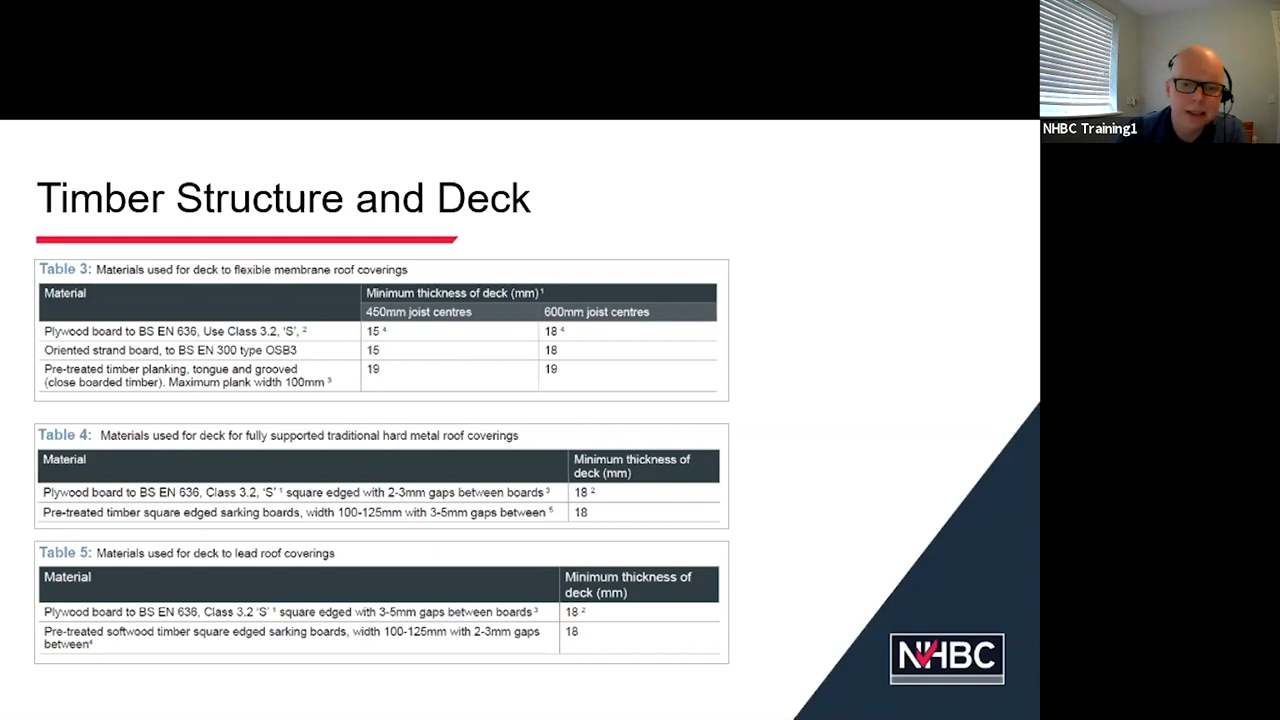 NHBC Training1
Timber Structure and Deck
Table 3: Materials used for deck to flexible membrane roof coverings
Material Minimum thickness of deck (mm) ¹
450mm joist centres 600mm joist centres
Plywood board to BS EN 636, Use Class 3.2, ‘S’, ² 15 ⁴ 18 ⁴
Oriented strand board, to BS EN 300 type OSB3 15 18
Pre-treated timber planking, tongue and grooved 19 19
(close boarded timber). Maximum plank width 100mm ³
Table 4: Materials used for deck for fully supported traditional hard metal roof coverings
Material Minimum thickness of
deck (mm)
Plywood board to BS EN 636, Class 3.2, ‘S’ ¹ square edged with 2-3mm gaps between boards ³ 18 ²
Pre-treated timber square edged sarking boards, width 100-125mm with 3-5mm gaps between ⁵ 18
Table 5: Materials used for deck to lead roof coverings
Material Minimum thickness of
deck (mm)
Plywood board to BS EN 636, Class 3.2 ‘S’ ¹ square edged with 3-5mm gaps between boards ³ 18 ²
Pre-treated softwood timber square edged sarking boards, width 100-125mm with 2-3mm gaps 18
between⁴
NHBC